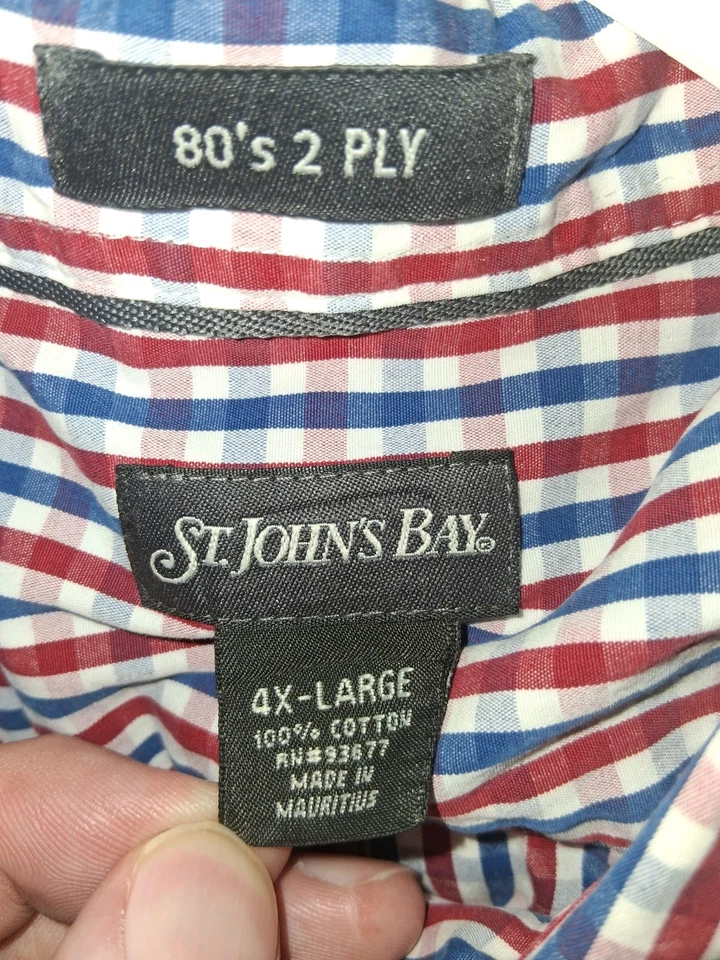 80's 2 PLY
ST. JOHN'S BAY®
4X-LARGE
100% COTTON
RN#93677
MADE IN
MAURITIUS